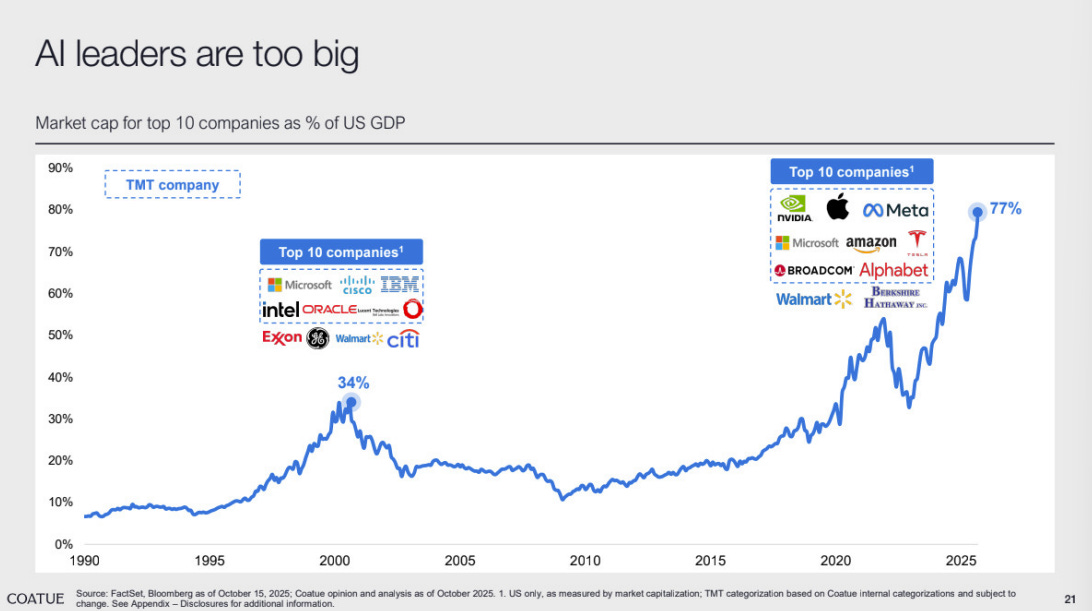 AI leaders are too big
Market cap for top 10 companies as % of US GDP
90%
80%
70%
60%
50%
40%
30%
20%
10%
0%
TMT company
Top 10 companies¹
Microsoft CISCO IBM
intel ORACLE Lucent Technologies
Bell Labs Innovations
Exxon GE Walmart citi
34%
Top 10 companies¹
NVIDIA. Meta
Microsoft amazon TESLA
BROADCOM Alphabet
Walmart BERKSHIRE
HATHAWAY INC.
77%
1990 1995 2000 2005 2010 2015 2020 2025
COATUE
Source: FactSet, Bloomberg as of October 15, 2025; Coatue opinion and analysis as of October 2025. 1. US only, as measured by market capitalization; TMT categorization based on Coatue internal categorizations and subject to
change. See Appendix – Disclosures for additional information.
21